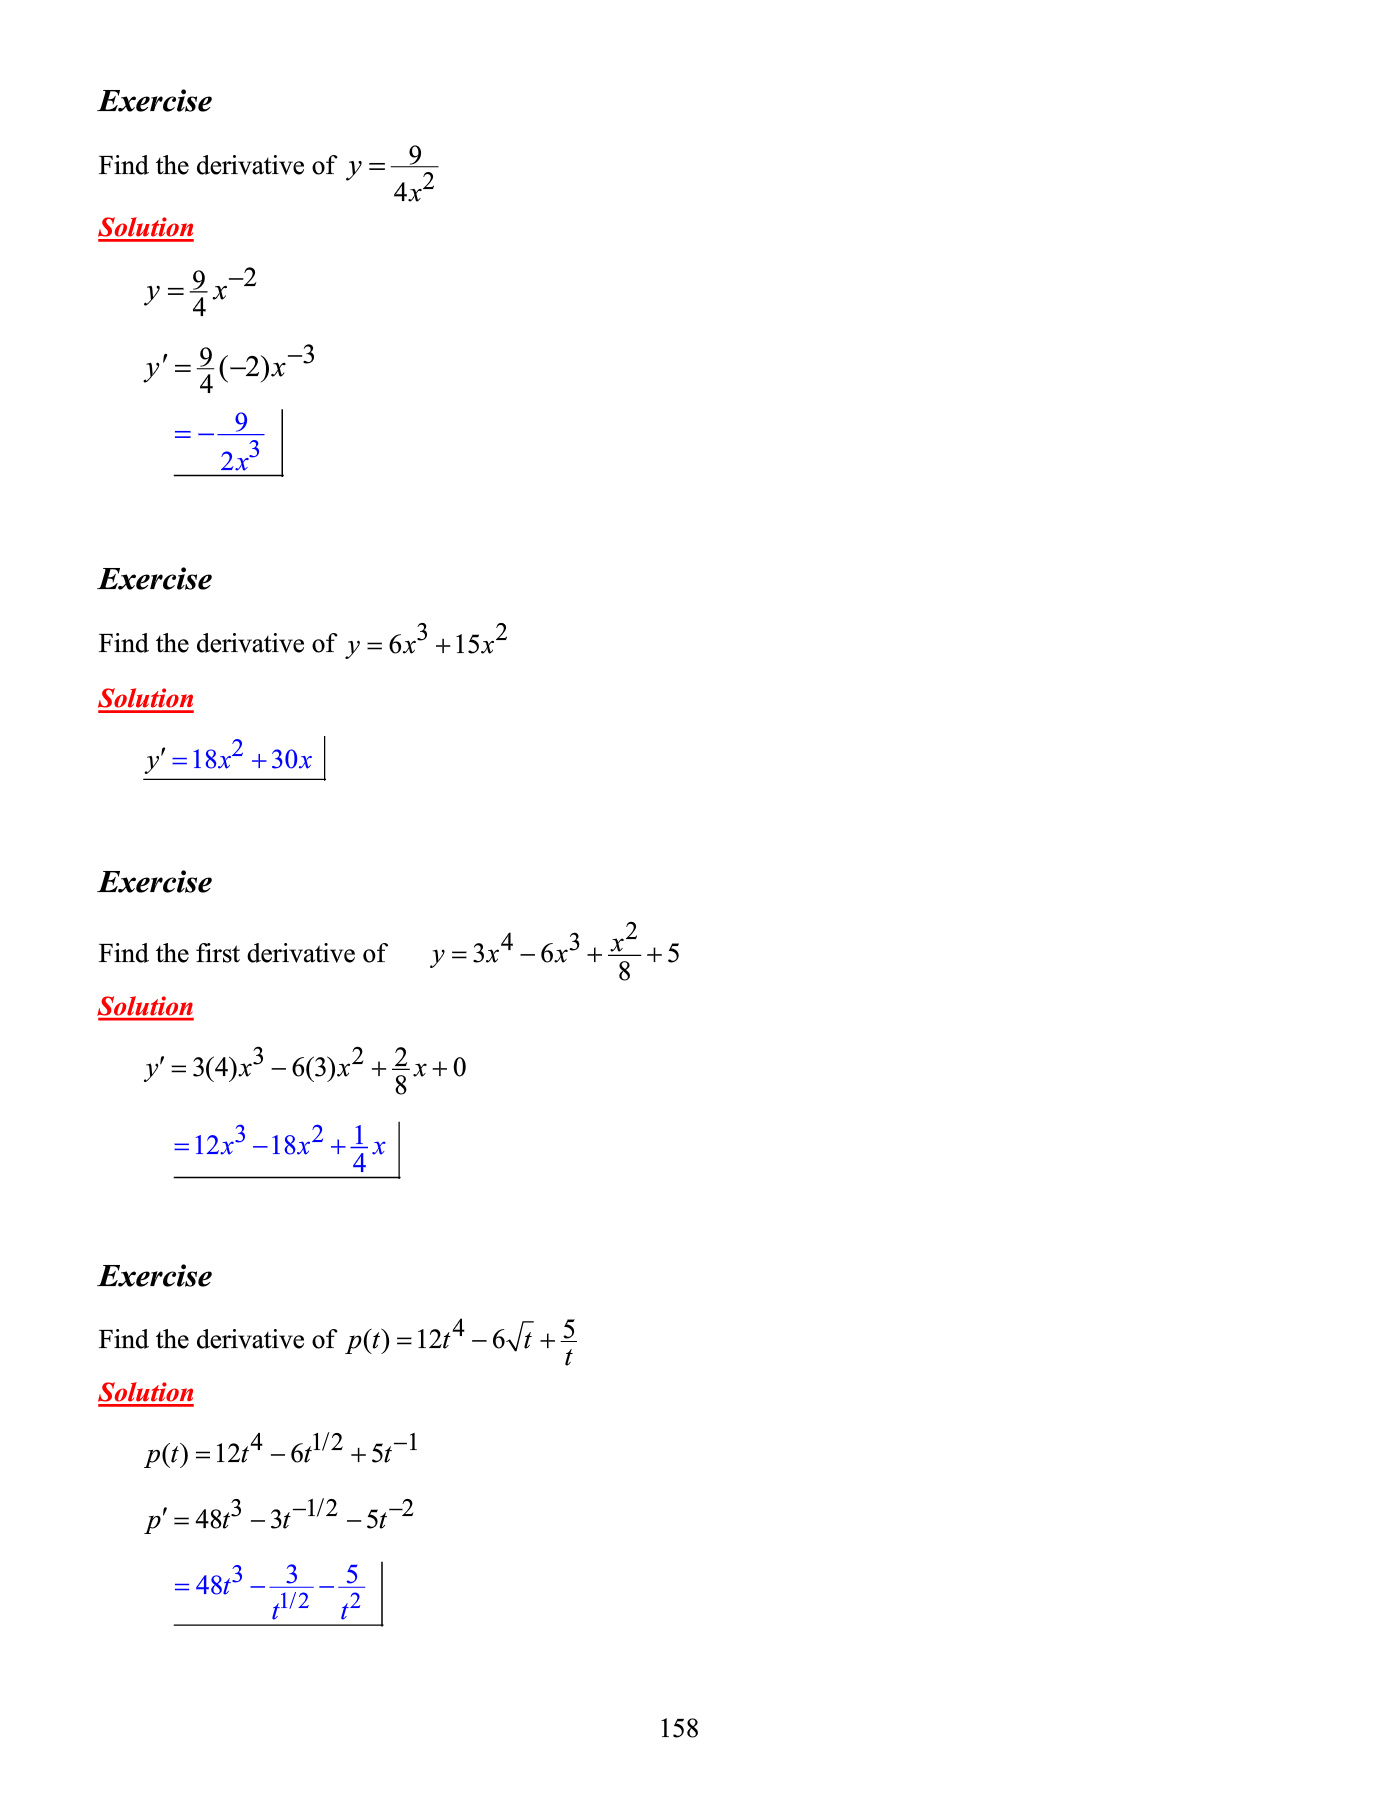 Exercise
Find the derivative of $y = \frac{9}{4x^2}$
Solution
$y = \frac{9}{4} x^{-2}$
$y' = \frac{9}{4}(-2)x^{-3}$
$= -\frac{9}{2x^3}$
Exercise
Find the derivative of $y = 6x^3 + 15x^2$
Solution
$y' = 18x^2 + 30x$
Exercise
Find the first derivative of $y = 3x^4 - 6x^3 + \frac{x^2}{8} + 5$
Solution
$y' = 3(4)x^3 - 6(3)x^2 + \frac{2}{8}x + 0$
$= 12x^3 - 18x^2 + \frac{1}{4}x$
Exercise
Find the derivative of $p(t) = 12t^4 - 6\sqrt{t} + \frac{5}{t}$
Solution
$p(t) = 12t^4 - 6t^{1/2} + 5t^{-1}$
$p' = 48t^3 - 3t^{-1/2} - 5t^{-2}$
$= 48t^3 - \frac{3}{t^{1/2}} - \frac{5}{t^2}$
158